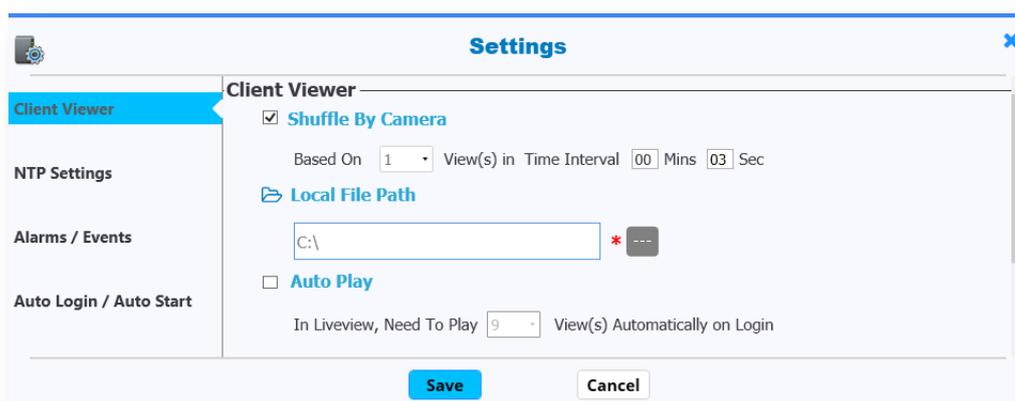 Settings
Client Viewer
Client Viewer
Shuffle By Camera
Based On 1 View(s) in Time Interval 00 Mins 03 Sec
NTP Settings
Local File Path
Alarms / Events
C:\ * ---
Auto Play
Auto Login / Auto Start
In Liveview, Need To Play 9 View(s) Automatically on Login
Save Cancel